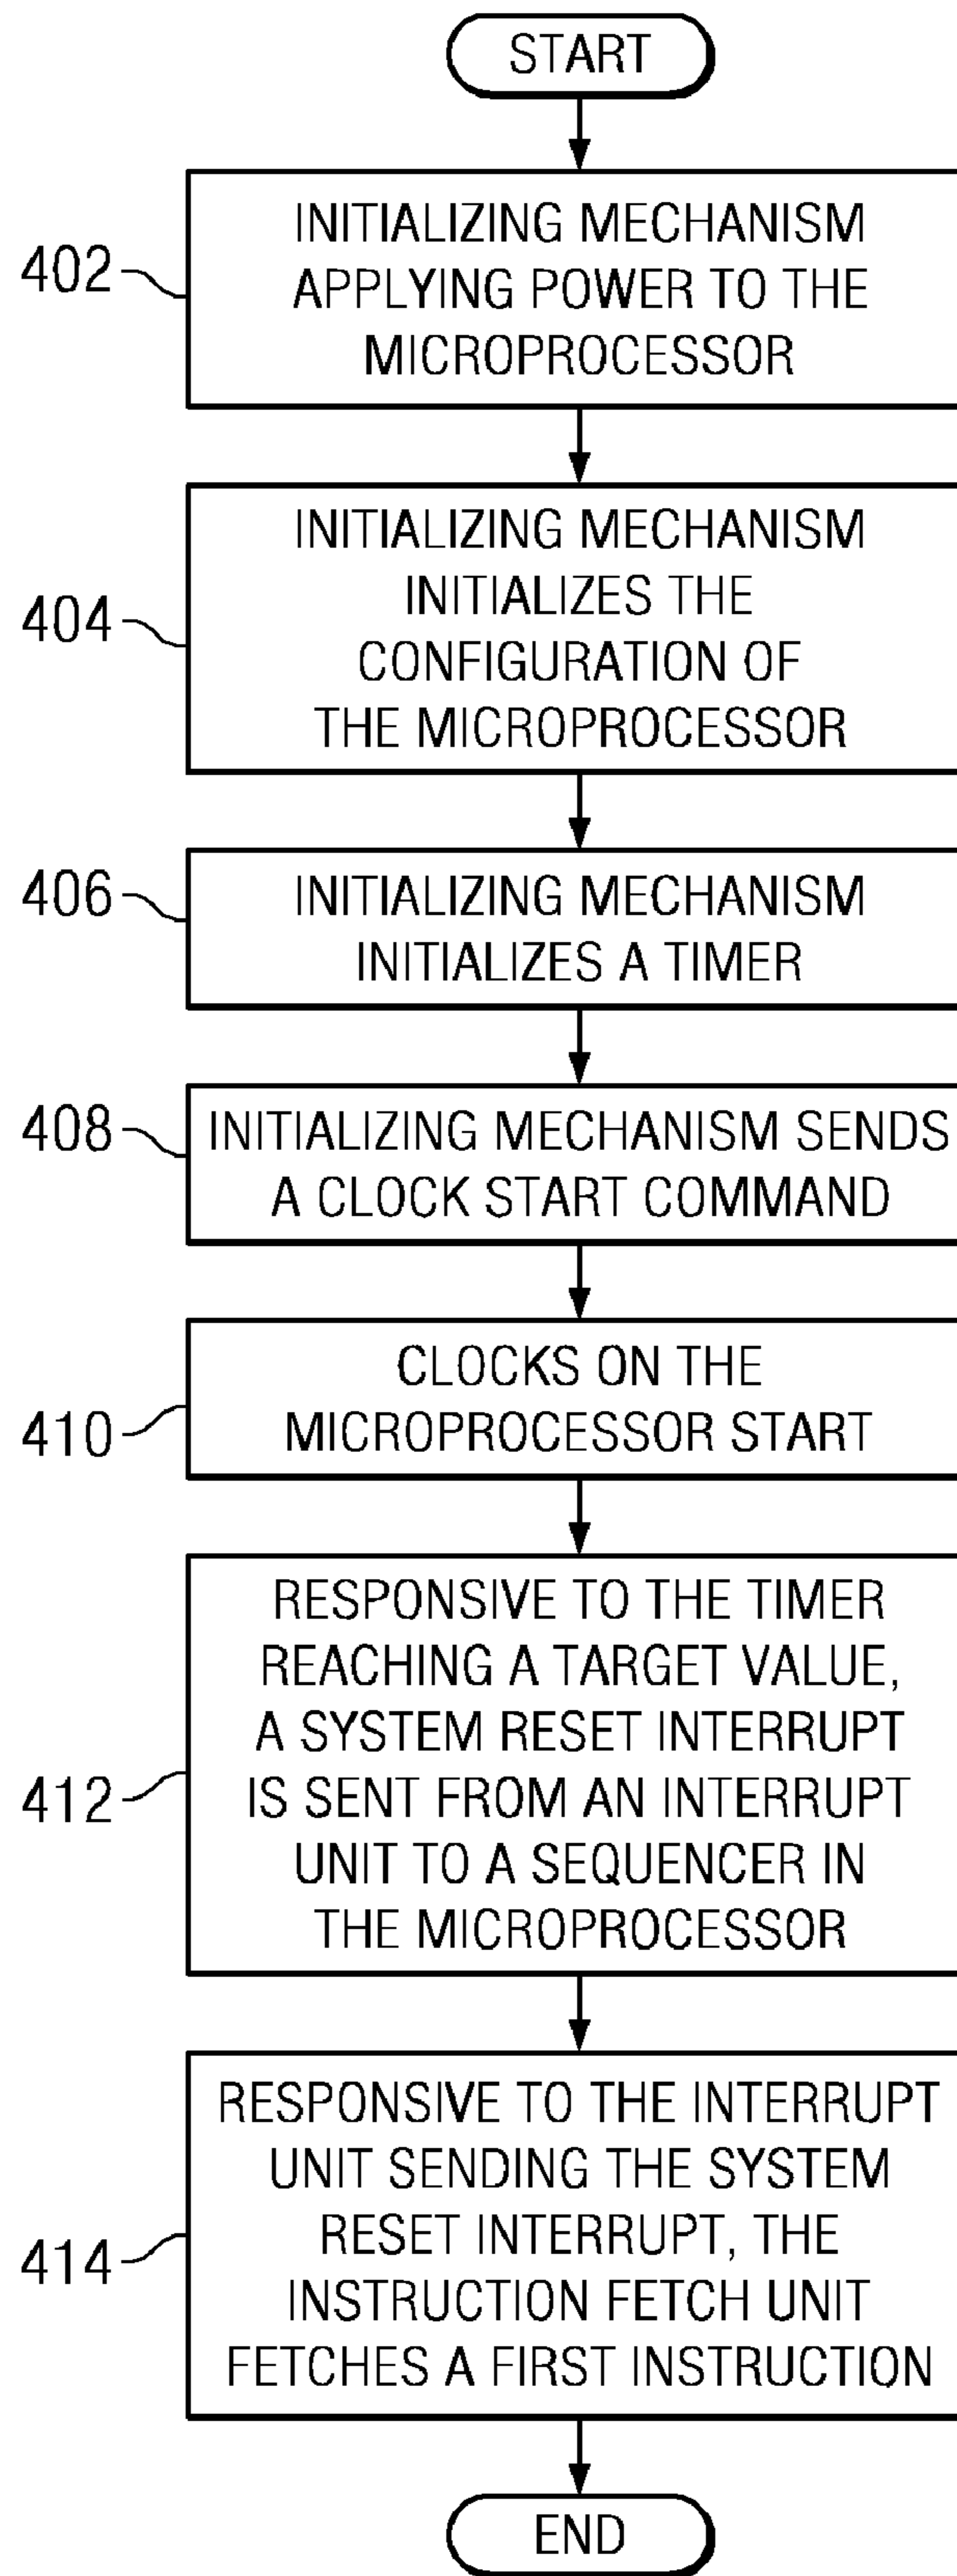 START
402
INITIALIZING MECHANISM
APPLYING POWER TO THE
MICROPROCESSOR
404
INITIALIZING MECHANISM
INITIALIZES THE
CONFIGURATION OF
THE MICROPROCESSOR
406
INITIALIZING MECHANISM
INITIALIZES A TIMER
408
INITIALIZING MECHANISM SENDS
A CLOCK START COMMAND
410
CLOCKS ON THE
MICROPROCESSOR START
412
RESPONSIVE TO THE TIMER
REACHING A TARGET VALUE,
A SYSTEM RESET INTERRUPT
IS SENT FROM AN INTERRUPT
UNIT TO A SEQUENCER IN
THE MICROPROCESSOR
414
RESPONSIVE TO THE INTERRUPT
UNIT SENDING THE SYSTEM
RESET INTERRUPT, THE
INSTRUCTION FETCH UNIT
FETCHES A FIRST INSTRUCTION
END